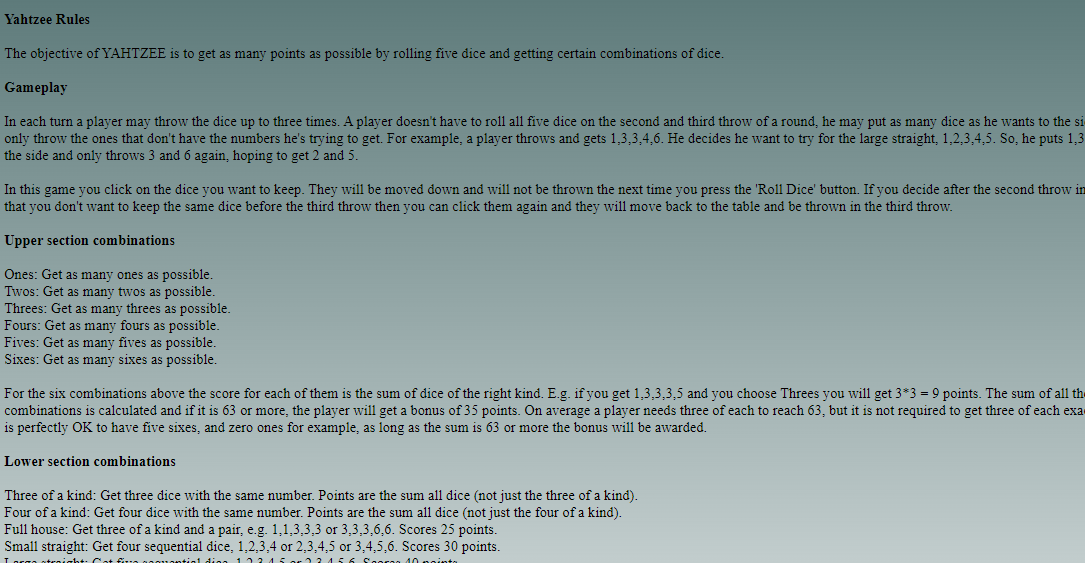 Yahtzee Rules
The objective of YAHTZEE is to get as many points as possible by rolling five dice and getting certain combinations of dice.
Gameplay
In each turn a player may throw the dice up to three times. A player doesn't have to roll all five dice on the second and third throw of a round, he may put as many dice as he wants to the si
only throw the ones that don't have the numbers he's trying to get. For example, a player throws and gets 1,3,3,4,6. He decides he want to try for the large straight, 1,2,3,4,5. So, he puts 1,3
the side and only throws 3 and 6 again, hoping to get 2 and 5.
In this game you click on the dice you want to keep. They will be moved down and will not be thrown the next time you press the 'Roll Dice' button. If you decide after the second throw in
that you don't want to keep the same dice before the third throw then you can click them again and they will move back to the table and be thrown in the third throw.
Upper section combinations
Ones: Get as many ones as possible.
Twos: Get as many twos as possible.
Threes: Get as many threes as possible.
Fours: Get as many fours as possible.
Fives: Get as many fives as possible.
Sixes: Get as many sixes as possible.
For the six combinations above the score for each of them is the sum of dice of the right kind. E.g. if you get 1,3,3,3,5 and you choose Threes you will get 3*3 = 9 points. The sum of all th
combinations is calculated and if it is 63 or more, the player will get a bonus of 35 points. On average a player needs three of each to reach 63, but it is not required to get three of each exa
is perfectly OK to have five sixes, and zero ones for example, as long as the sum is 63 or more the bonus will be awarded.
Lower section combinations
Three of a kind: Get three dice with the same number. Points are the sum all dice (not just the three of a kind).
Four of a kind: Get four dice with the same number. Points are the sum all dice (not just the four of a kind).
Full house: Get three of a kind and a pair, e.g. 1,1,3,3,3 or 3,3,3,6,6. Scores 25 points.
Small straight: Get four sequential dice, 1,2,3,4 or 2,3,4,5 or 3,4,5,6. Scores 30 points.
Large straight: Get five sequential dice, 1,2,3,4,5 or 2,3,4,5,6. Scores 40 points.